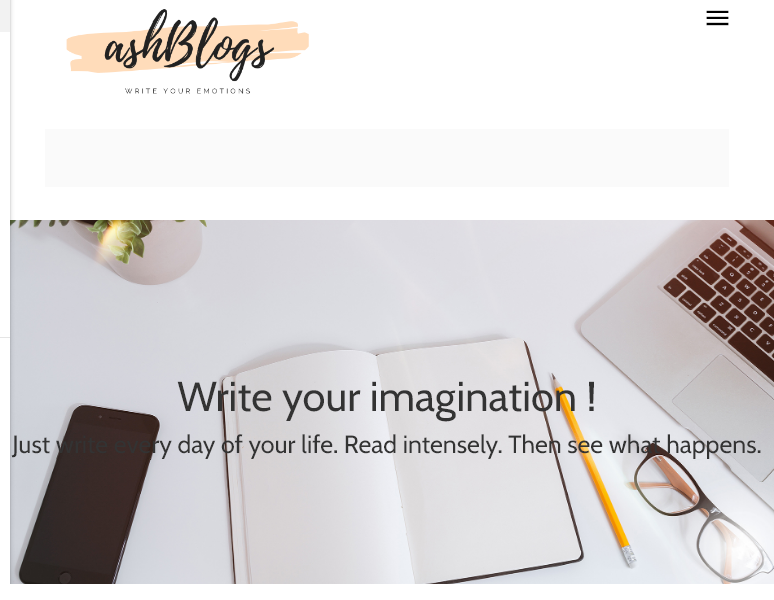 ashBlogs
WRITE YOUR EMOTIONS
Write your imagination !
Just write every day of your life. Read intensely. Then see what happens.